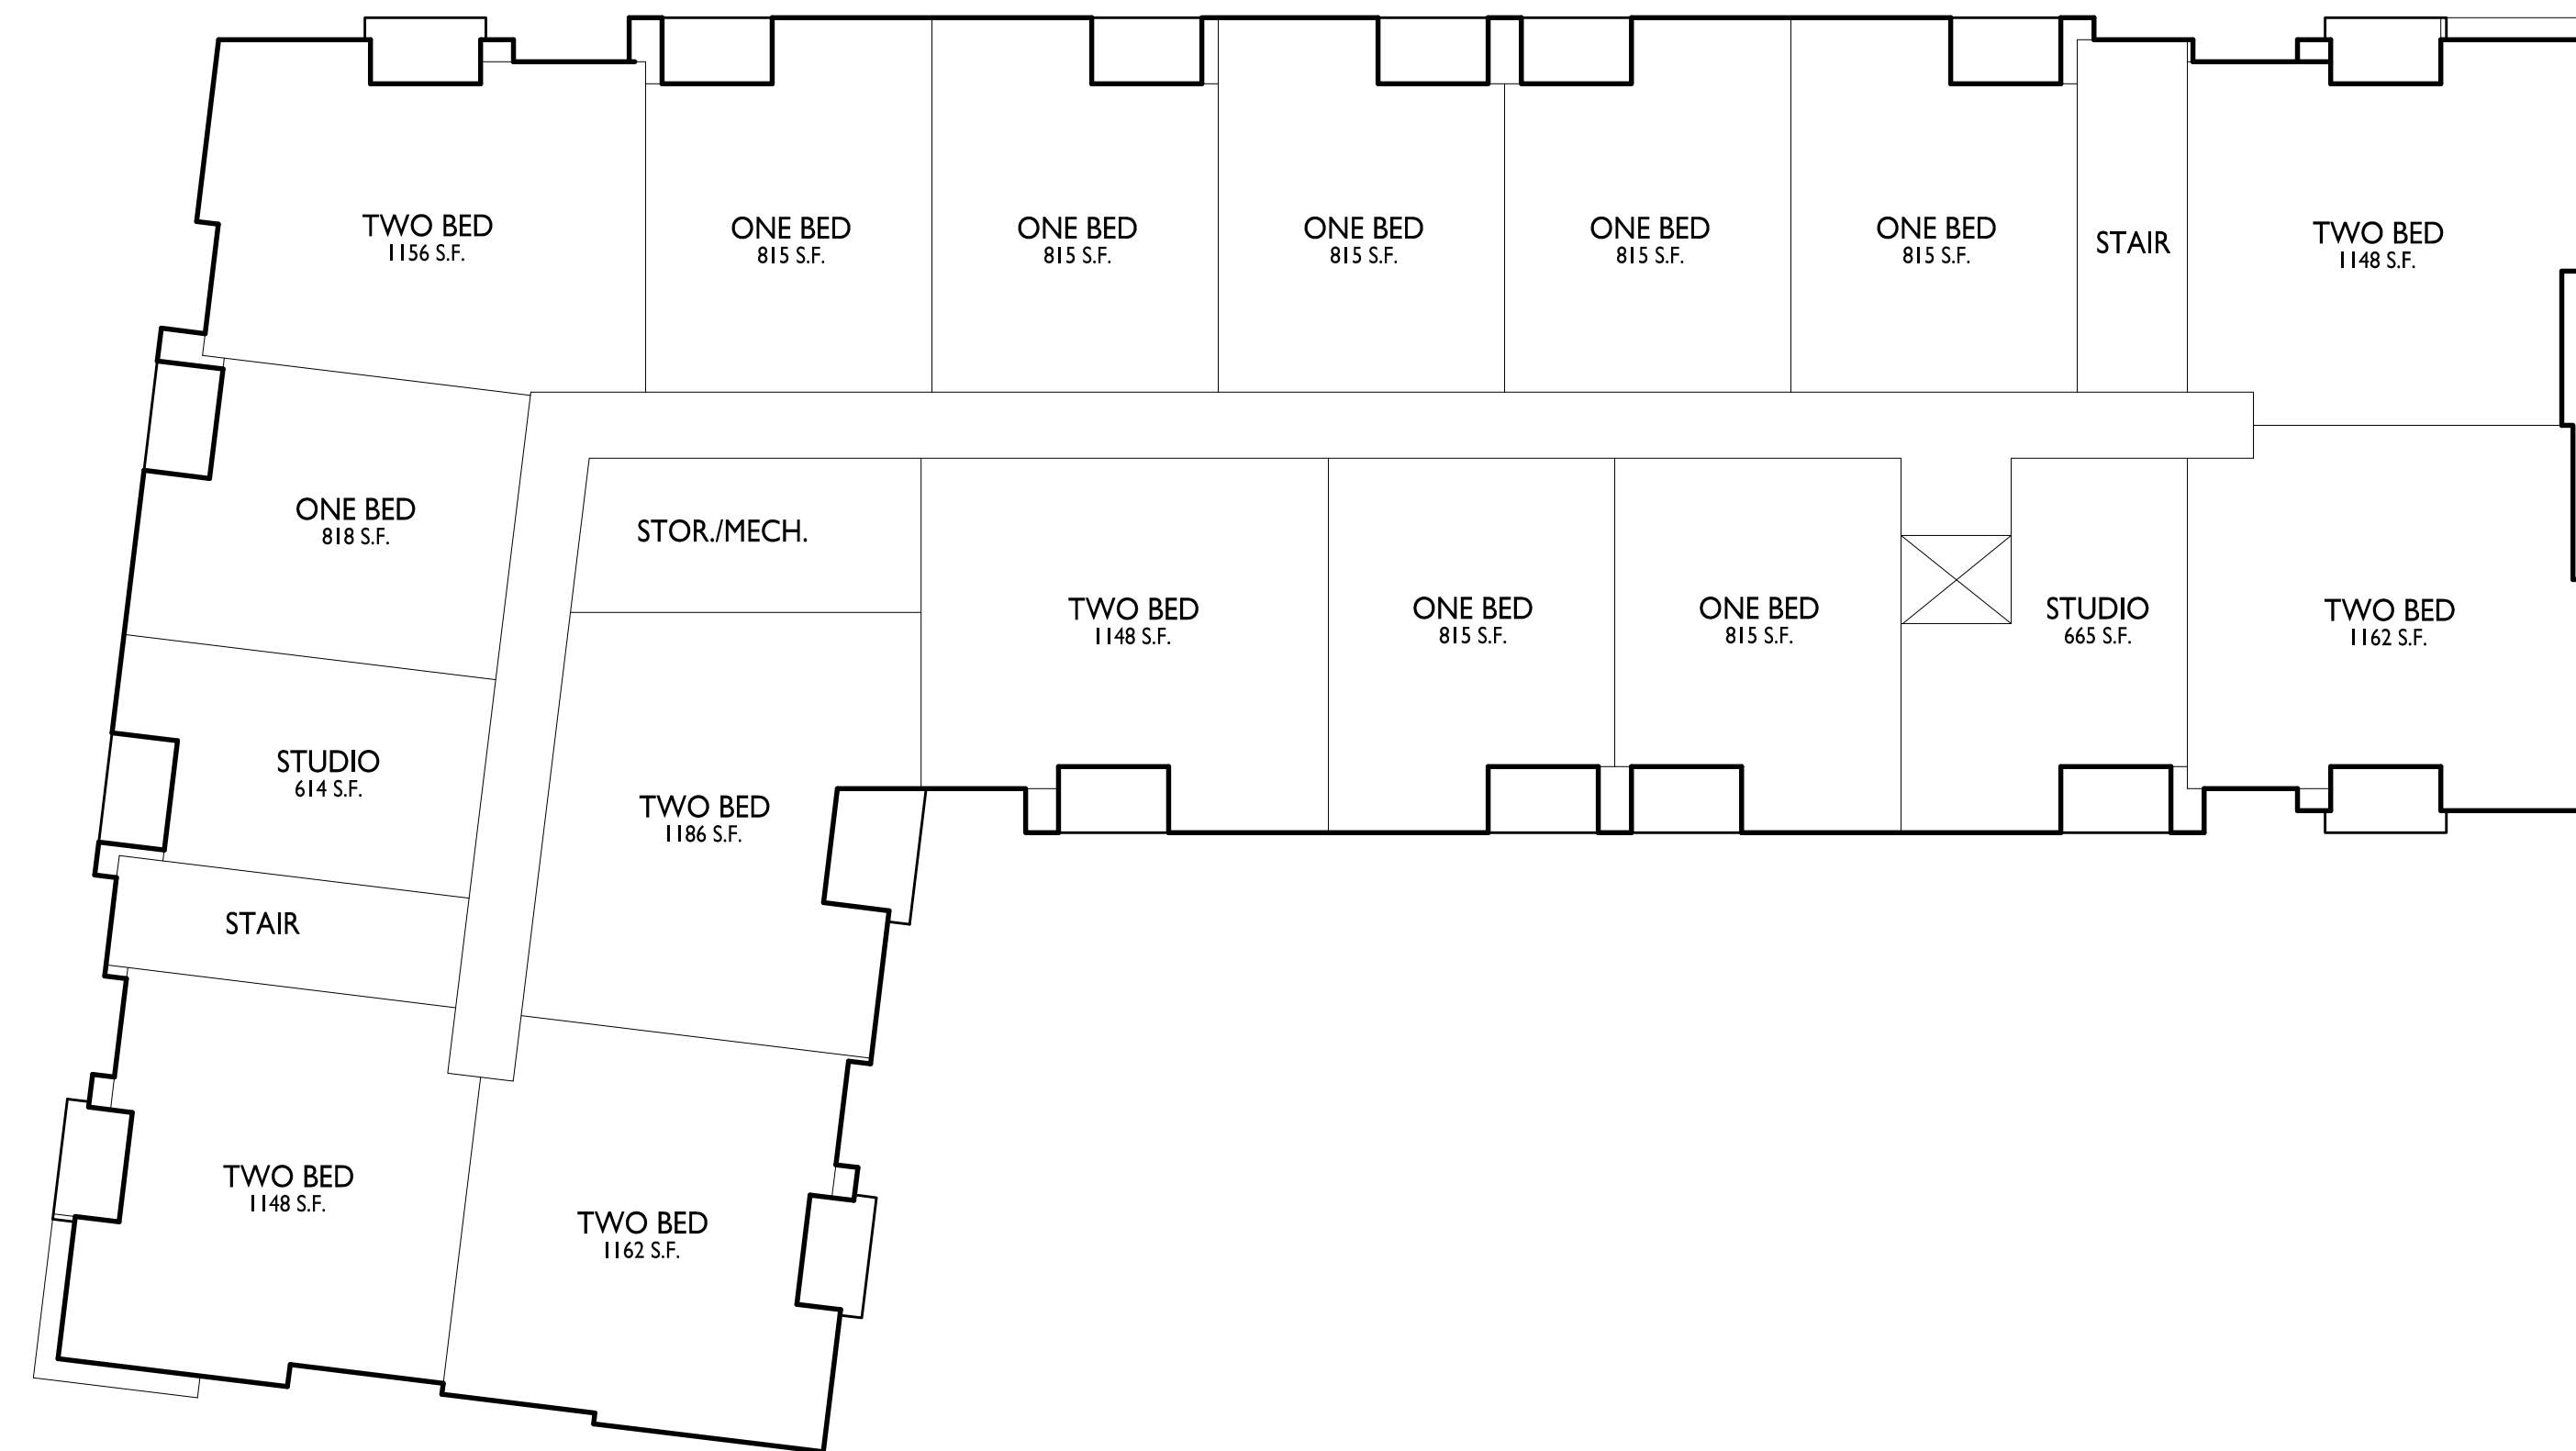 TWO BED
1156 S.F.
ONE BED
815 S.F.
ONE BED
815 S.F.
ONE BED
815 S.F.
ONE BED
815 S.F.
ONE BED
815 S.F.
STAIR
TWO BED
1148 S.F.
ONE BED
818 S.F.
STOR./MECH.
TWO BED
1148 S.F.
ONE BED
815 S.F.
ONE BED
815 S.F.
STUDIO
665 S.F.
TWO BED
1162 S.F.
STUDIO
614 S.F.
TWO BED
1186 S.F.
STAIR
TWO BED
1148 S.F.
TWO BED
1162 S.F.